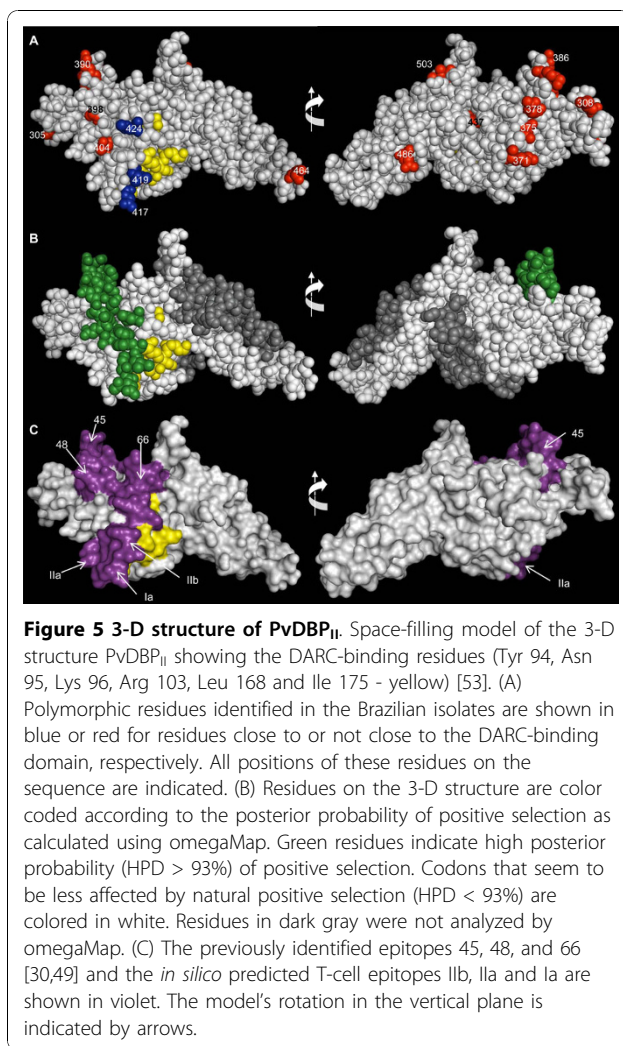 A
390
398
305
404
424
419
417
464
503
386
308
378
375
371
486
B
C
45
48
66
IIa
Ia
IIb
45
IIa
Figure 5 3-D structure of PvDBPII. Space-filling model of the 3-D
structure PvDBPII showing the DARC-binding residues (Tyr 94, Asn
95, Lys 96, Arg 103, Leu 168 and Ile 175 - yellow) [53]. (A)
Polymorphic residues identified in the Brazilian isolates are shown in
blue or red for residues close to or not close to the DARC-binding
domain, respectively. All positions of these residues on the
sequence are indicated. (B) Residues on the 3-D structure are color
coded according to the posterior probability of positive selection as
calculated using omegaMap. Green residues indicate high posterior
probability (HPD > 93%) of positive selection. Codons that seem to
be less affected by natural positive selection (HPD < 93%) are
colored in white. Residues in dark gray were not analyzed by
omegaMap. (C) The previously identified epitopes 45, 48, and 66
[30,49] and the in silico predicted T-cell epitopes IIb, IIa and Ia are
shown in violet. The model's rotation in the vertical plane is
indicated by arrows.